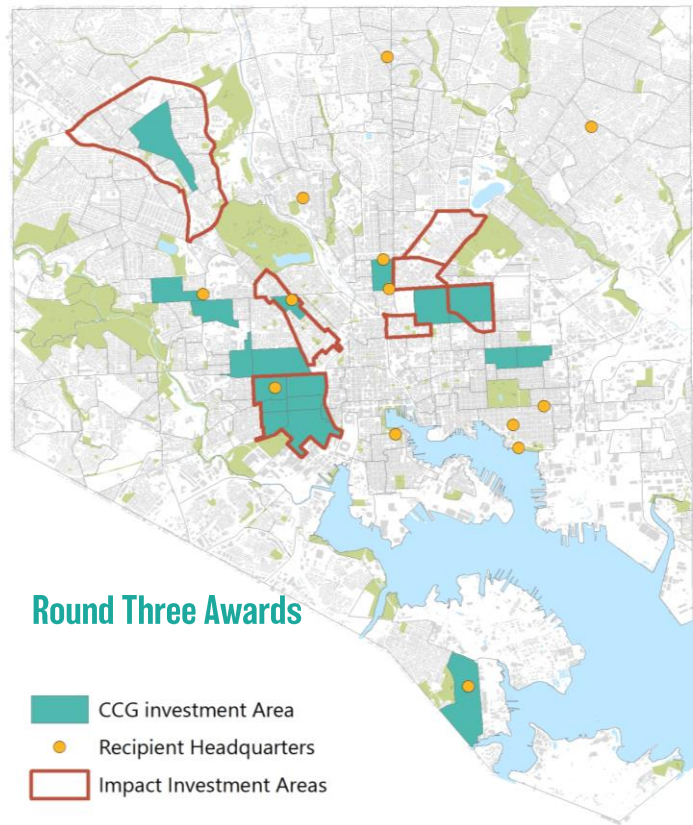 Round Three Awards
CCG investment Area
Recipient Headquarters
Impact Investment Areas